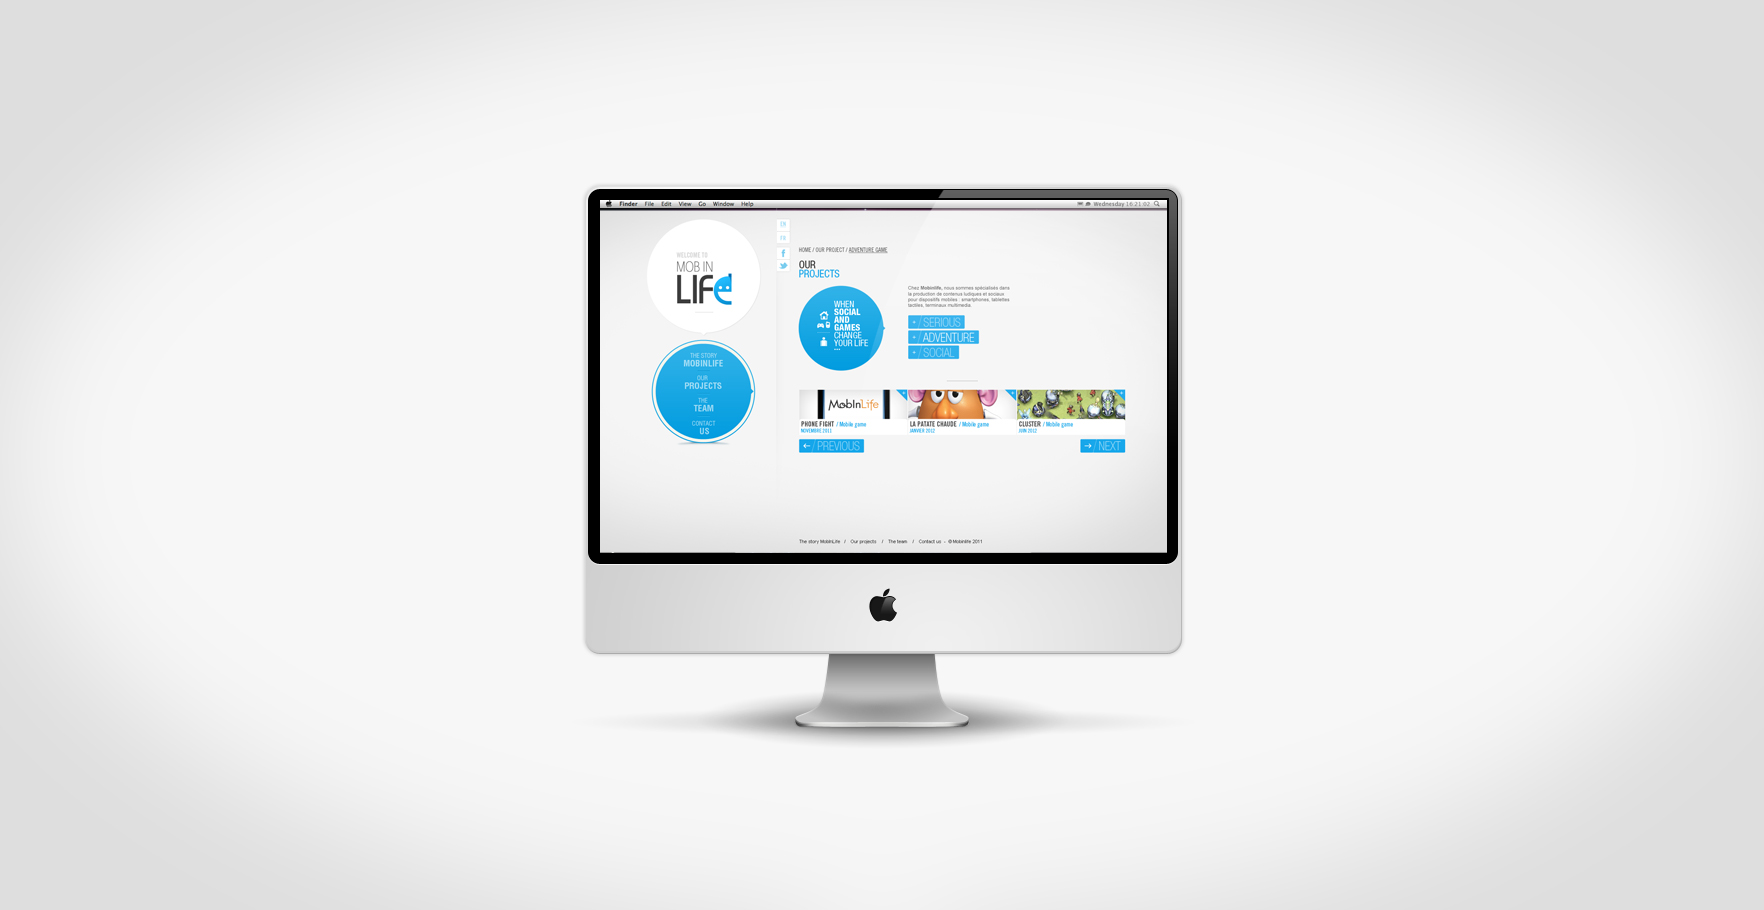 Finder File Edit View Go Window Help
Wednesday 16:21:02
WELCOME TO
MOB IN
LIFe
THE STORY
MOBINLIFE
OUR
PROJECTS
THE
TEAM
CONTACT
US
EN
FR
HOME / OUR PROJECT / ADVENTURE GAME
OUR
PROJECTS
WHEN
SOCIAL
AND
GAMES
CHANGE
YOUR LIFE
...
Chez Mobinlife, nous sommes spécialisés dans
la production de contenus ludiques et sociaux
pour dispositifs mobiles : smartphones, tablettes
tactiles, terminaux multimedia.
+ / SERIOUS
+ / ADVENTURE
+ / SOCIAL
MobInLife
PHONE FIGHT / Mobile game
NOVEMBRE 2011
LA PATATE CHAUDE / Mobile game
JANVIER 2012
CLUSTER / Mobile game
JUIN 2012
← / PREVIOUS
→ / NEXT
The story MobInLife / Our projects / The team / Contact us - © Mobinlife 2011